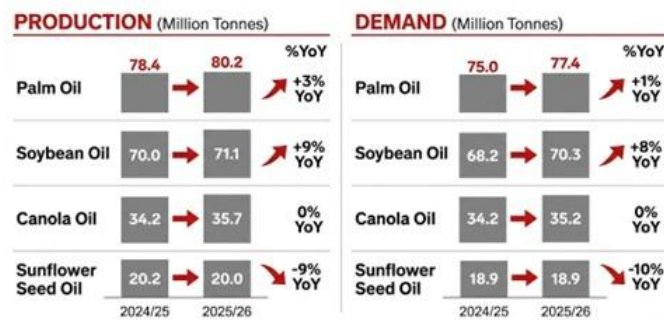 PRODUCTION (Million Tonnes)
%YoY
Palm Oil 78.4 80.2 +3% YoY
Soybean Oil 70.0 71.1 +9% YoY
Canola Oil 34.2 35.7 0% YoY
Sunflower Seed Oil 20.2 20.0 -9% YoY
2024/25 2025/26
DEMAND (Million Tonnes)
%YoY
Palm Oil 75.0 77.4 +1% YoY
Soybean Oil 68.2 70.3 +8% YoY
Canola Oil 34.2 35.2 0% YoY
Sunflower Seed Oil 18.9 18.9 -10% YoY
2024/25 2025/26